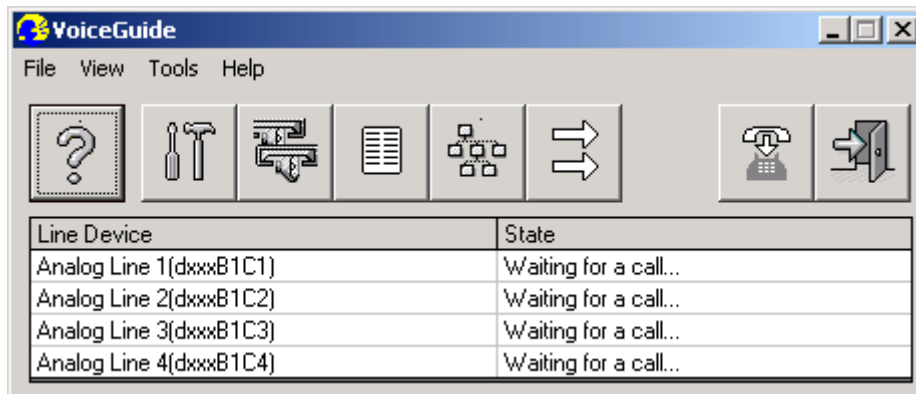 VoiceGuide
File View Tools Help
Line Device State
Analog Line 1(dxxxB1C1) Waiting for a call...
Analog Line 2(dxxxB1C2) Waiting for a call...
Analog Line 3(dxxxB1C3) Waiting for a call...
Analog Line 4(dxxxB1C4) Waiting for a call...